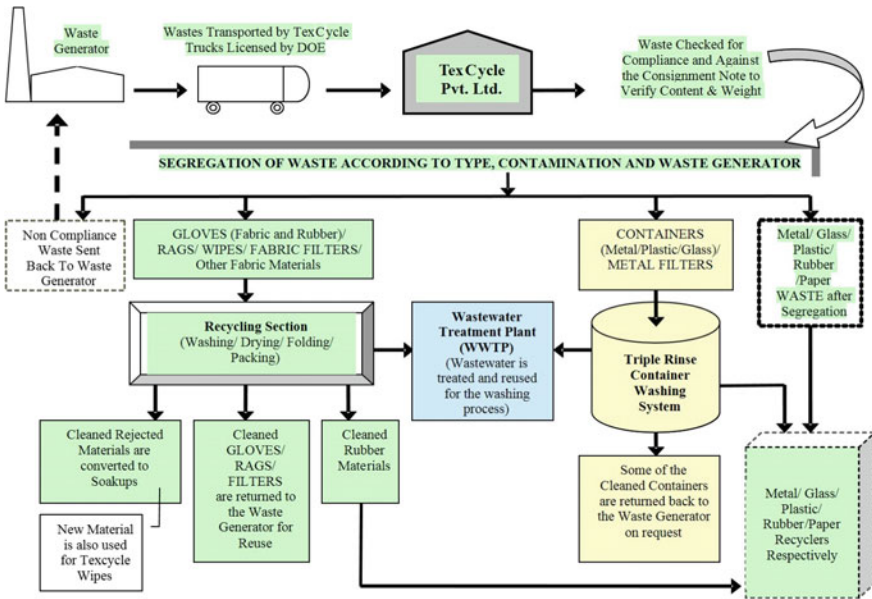 Waste
Generator
Wastes Transported by TexCycle
Trucks Licensed by DOE
TexCycle
Pvt. Ltd.
Waste Checked for
Compliance and Against
the Consignment Note to
Verify Content & Weight
SEGREGATION OF WASTE ACCORDING TO TYPE, CONTAMINATION AND WASTE GENERATOR
Non Compliance
Waste Sent
Back To Waste
Generator
GLOVES (Fabric and Rubber)/
RAGS/ WIPES/ FABRIC FILTERS/
Other Fabric Materials
CONTAINERS
(Metal/Plastic/Glass)/
METAL FILTERS
Metal/ Glass/
Plastic/
Rubber
/Paper
WASTE after
Segregation
Recycling Section
(Washing/ Drying/ Folding/
Packing)
Wastewater
Treatment Plant
(WWTP)
(Wastewater is
treated and reused
for the washing
process)
Triple Rinse
Container
Washing
System
Cleaned Rejected
Materials are
converted to
Soakups
New Material
is also used
for Texcycle
Wipes
Cleaned
GLOVES/
RAGS/
FILTERS
are returned to
the Waste
Generator for
Reuse
Cleaned
Rubber
Materials
Some of the
Cleaned Containers
are returned back to
the Waste Generator
on request
Metal/ Glass/
Plastic/
Rubber/Paper
Recyclers
Respectively